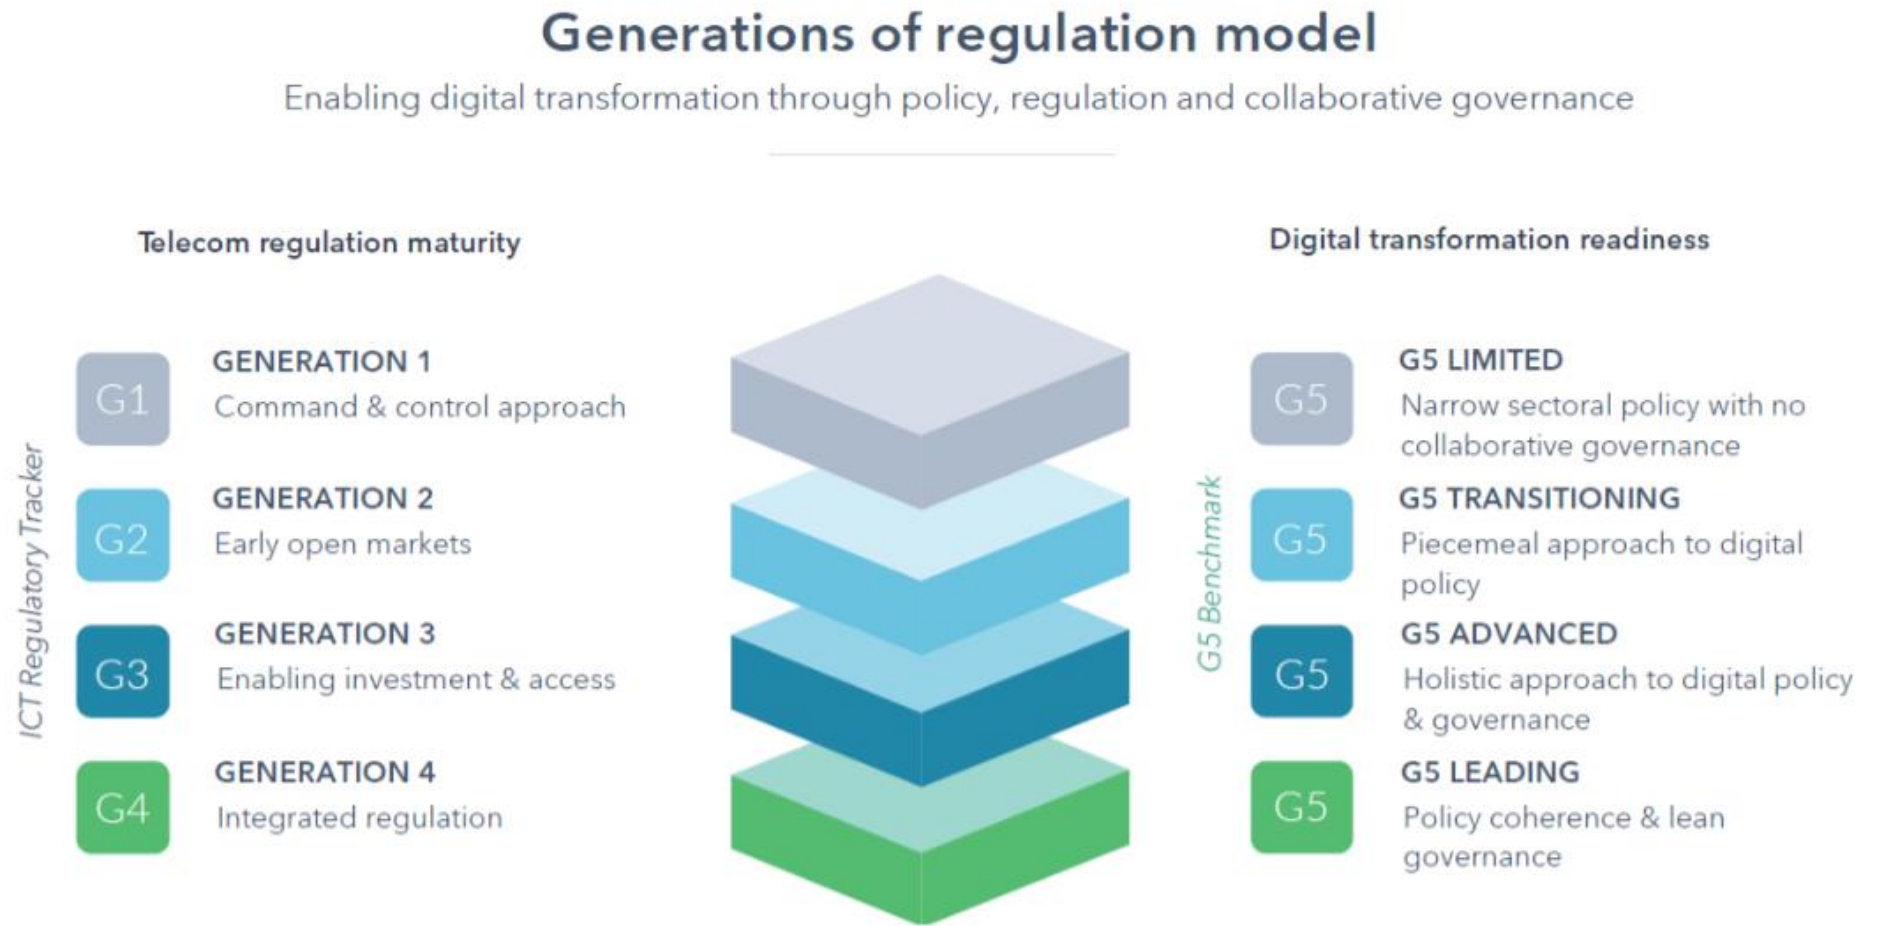 Generations of regulation model
Enabling digital transformation through policy, regulation and collaborative governance
Telecom regulation maturity
ICT Regulatory Tracker
G1
GENERATION 1
Command & control approach
G2
GENERATION 2
Early open markets
G3
GENERATION 3
Enabling investment & access
G4
GENERATION 4
Integrated regulation
Digital transformation readiness
G5 Benchmark
G5
G5 LIMITED
Narrow sectoral policy with no
collaborative governance
G5
G5 TRANSITIONING
Piecemeal approach to digital
policy
G5
G5 ADVANCED
Holistic approach to digital policy
& governance
G5
G5 LEADING
Policy coherence & lean
governance